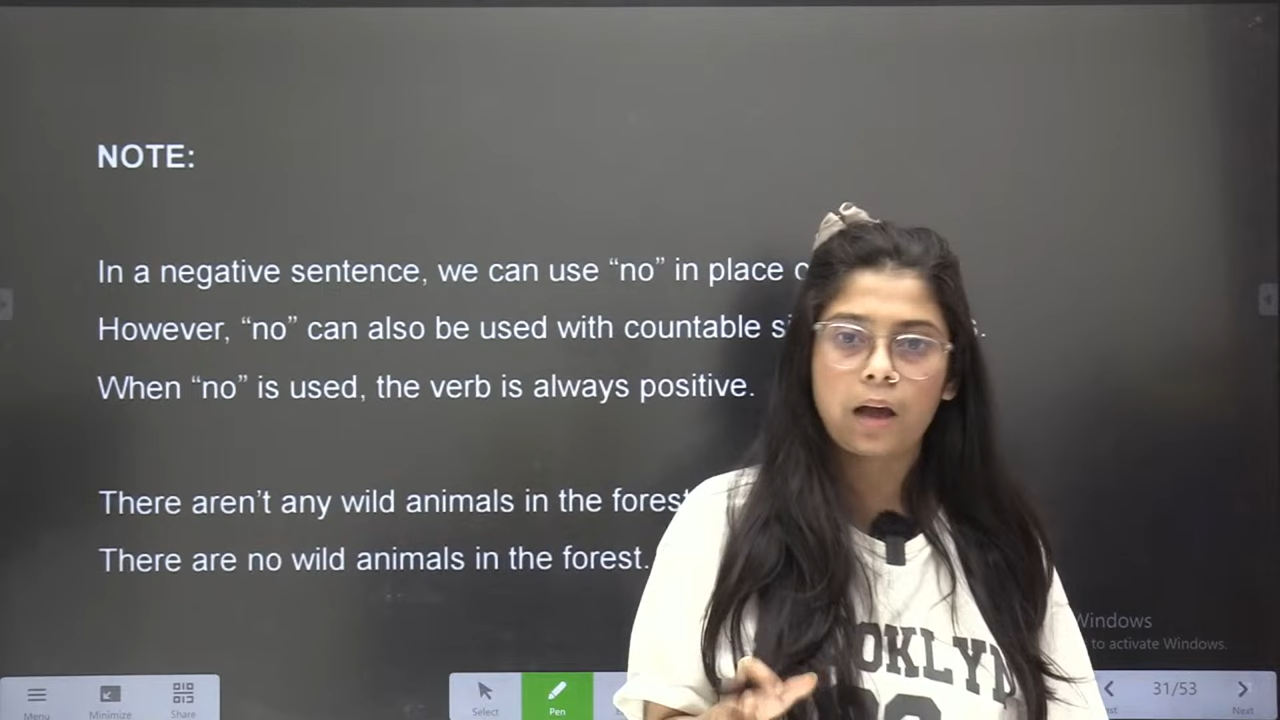 NOTE:
In a negative sentence, we can use “no” in place
However, “no” can also be used with countable
When “no” is used, the verb is always positive.
There aren’t any wild animals in the forest
There are no wild animals in the forest.
OKLYN
Windows
to activate Windows.
Menu
Minimize
Share
Select
Pen
31/53
Next